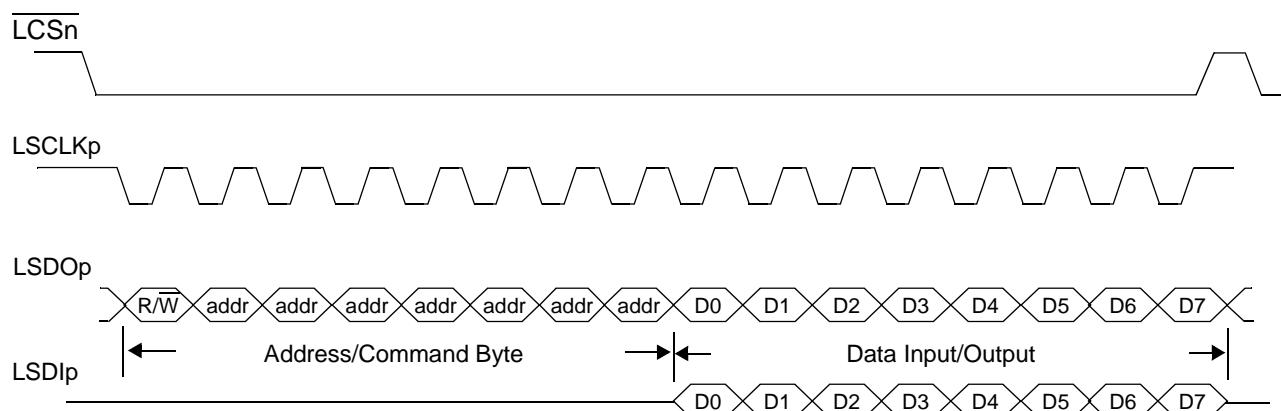 LCSn
LSCLKp
LSDOp
R/W addr addr addr addr addr addr addr D0 D1 D2 D3 D4 D5 D6 D7
Address/Command Byte Data Input/Output
LSDIp
D0 D1 D2 D3 D4 D5 D6 D7